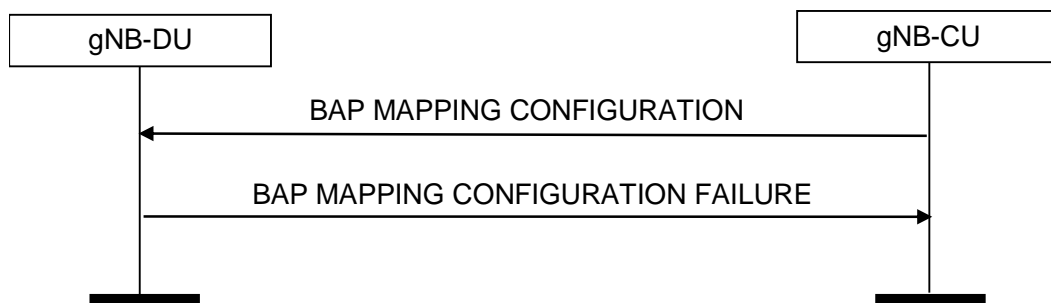 gNB-DU
gNB-CU
BAP MAPPING CONFIGURATION
BAP MAPPING CONFIGURATION FAILURE